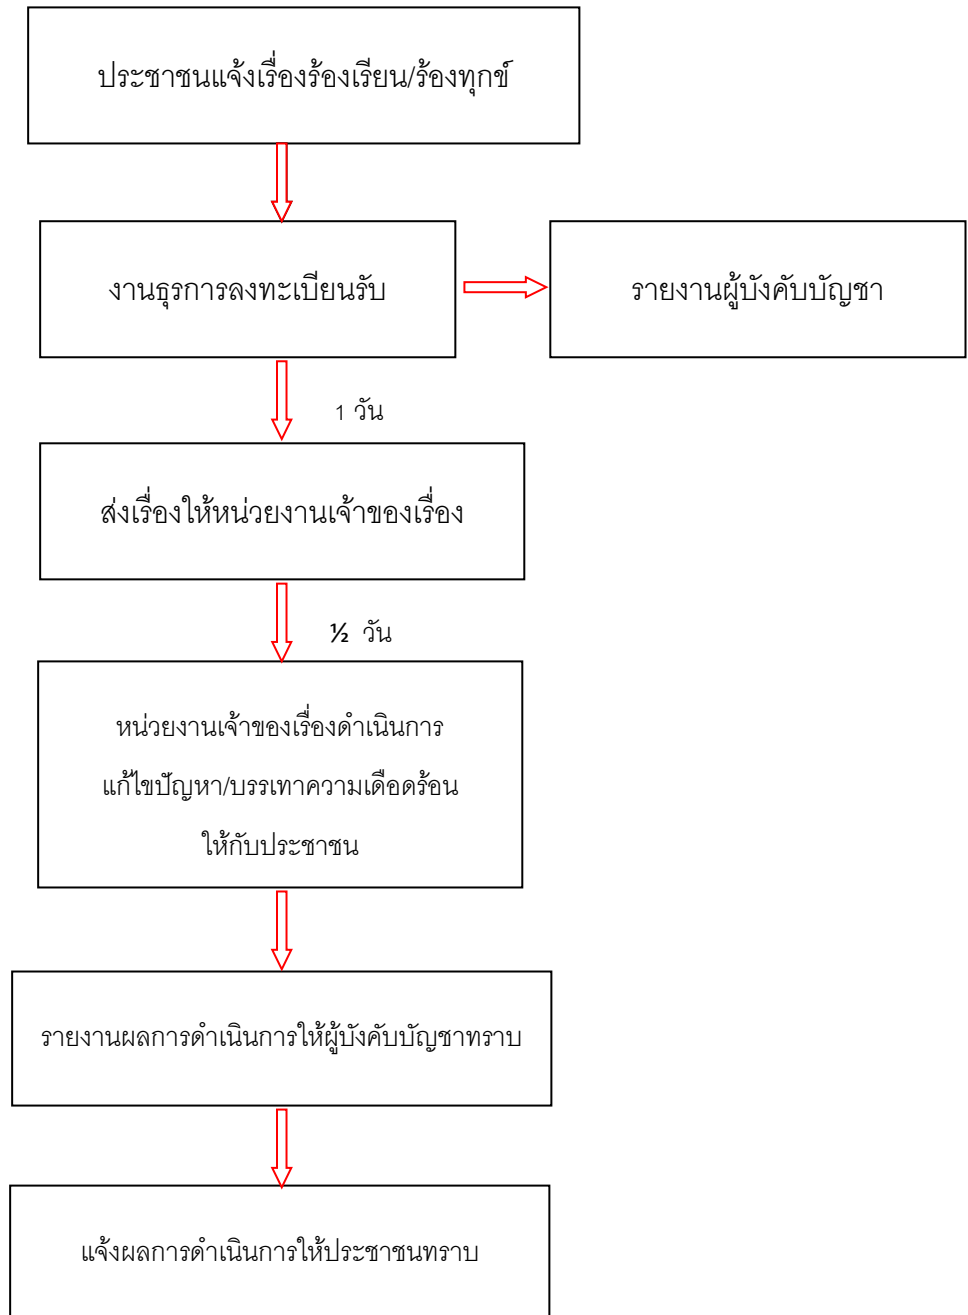 ประชาชนแจ้งเรื่องร้องเรียน/ร้องทุกข์
งานธุรการลงทะเบียนรับ
รายงานผู้บังคับบัญชา
1 วัน
ส่งเรื่องให้หน่วยงานเจ้าของเรื่อง
½ วัน
หน่วยงานเจ้าของเรื่องดำเนินการ
แก้ไขปัญหา/บรรเทาความเดือดร้อน
ให้กับประชาชน
รายงานผลการดำเนินการให้ผู้บังคับบัญชาทราบ
แจ้งผลการดำเนินการให้ประชาชนทราบ